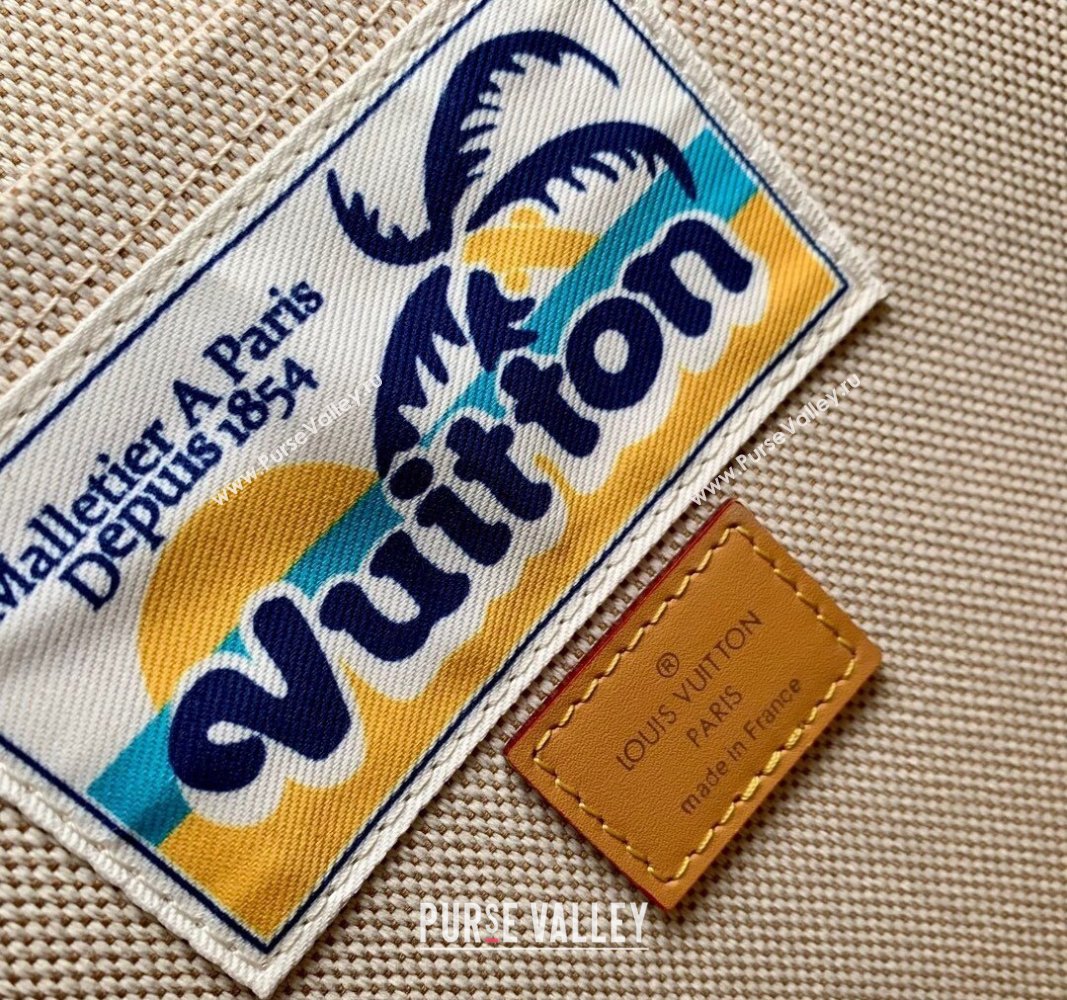 Malletier A Paris
Depuis 1854
Vuitton
®
LOUIS VUITTON
PARIS
made in France
www.PurseValley.ru
www.PurseValley.ru
PURSE VALLEY